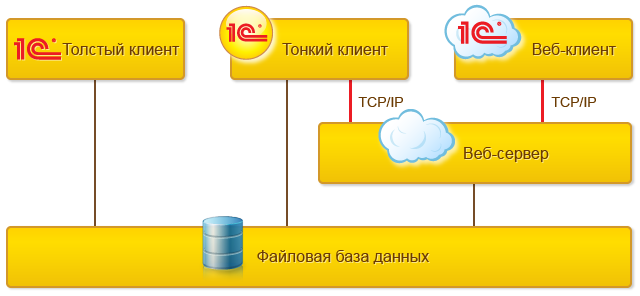 1С Толстый клиент
1С Тонкий клиент
1С Веб-клиент
TCP/IP
TCP/IP
Веб-сервер
Файловая база данных